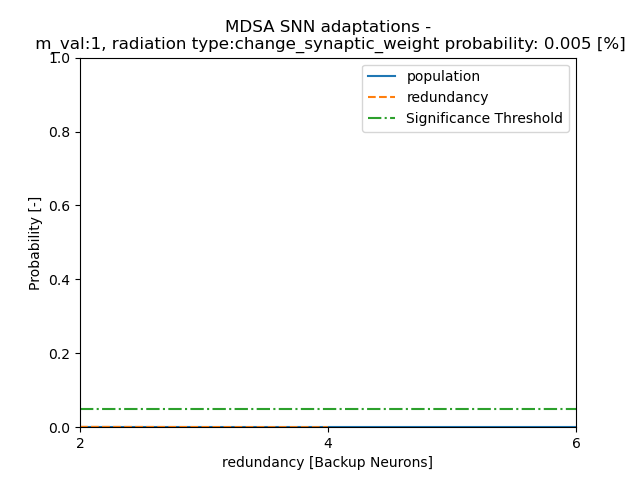 MDSA SNN adaptations -
m_val:1, radiation type:change_synaptic_weight probability: 0.005 [%]
1.0
population
redundancy
Significance Threshold
0.8
0.6
Probability [-]
0.4
0.2
0.0
2
4
6
redundancy [Backup Neurons]